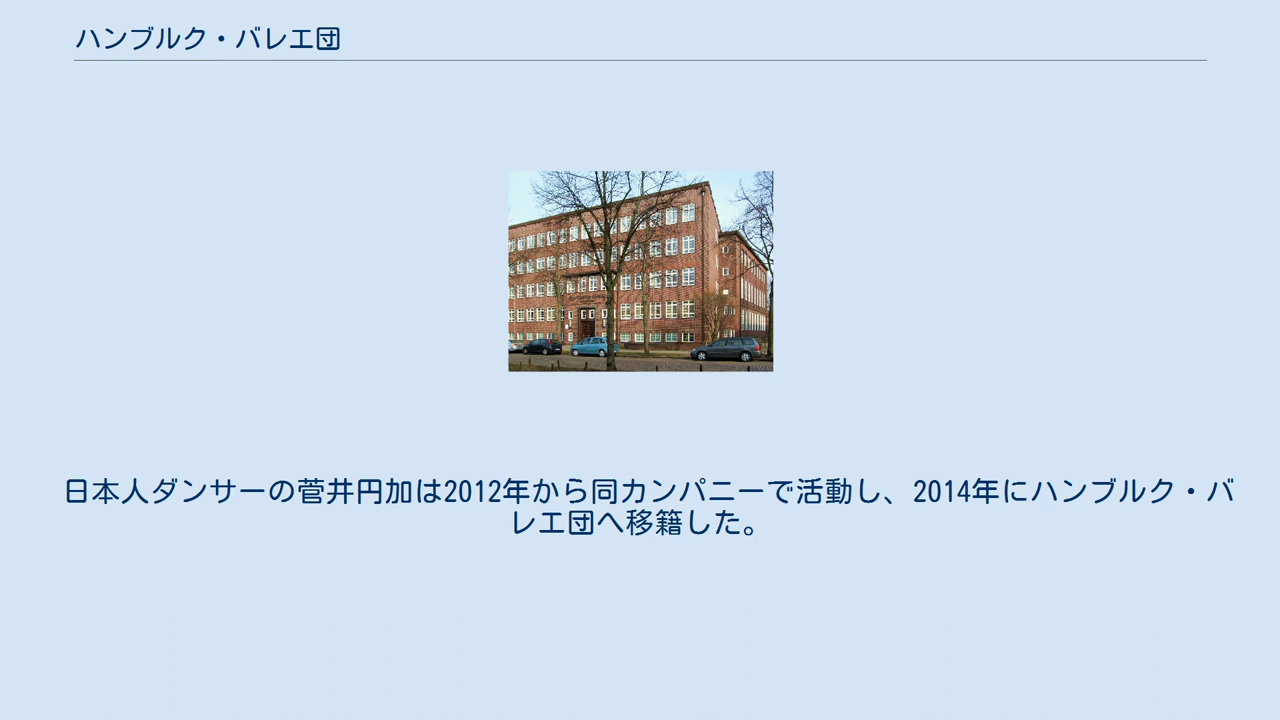 ハンブルク・バレエ団
日本人ダンサーの菅井円加は2012年から同カンパニーで活動し、2014年にハンブルク・バ
レエ団へ移籍した。